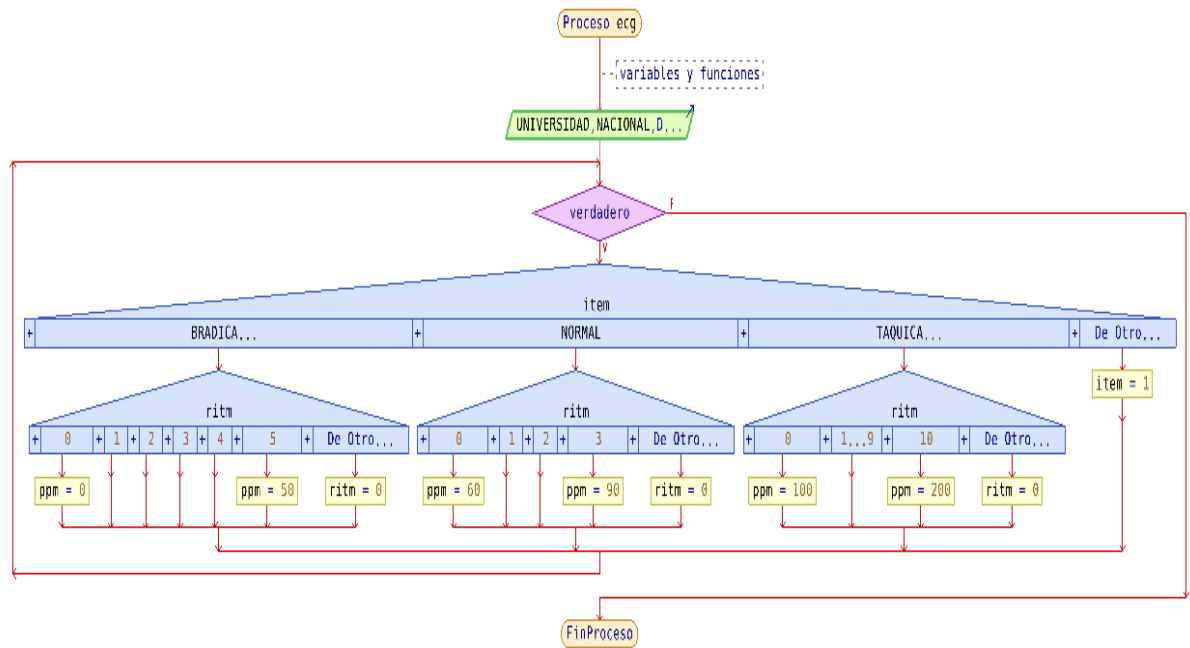 Proceso ecg
variables y funciones
UNIVERSIDAD,NACIONAL,D...
verdadero
F
V
item
+ BRADICA... + NORMAL + TAQUICA... + De Otro...
item = 1
ritm ritm ritm
+ 0 + 1 + 2 + 3 + 4 + 5 + De Otro... + 0 + 1 + 2 + 3 + De Otro... + 0 + 1...9 + 10 + De Otro...
ppm = 0 ppm = 50 ritm = 0 ppm = 60 ppm = 90 ritm = 0 ppm = 100 ppm = 200 ritm = 0
FinProceso